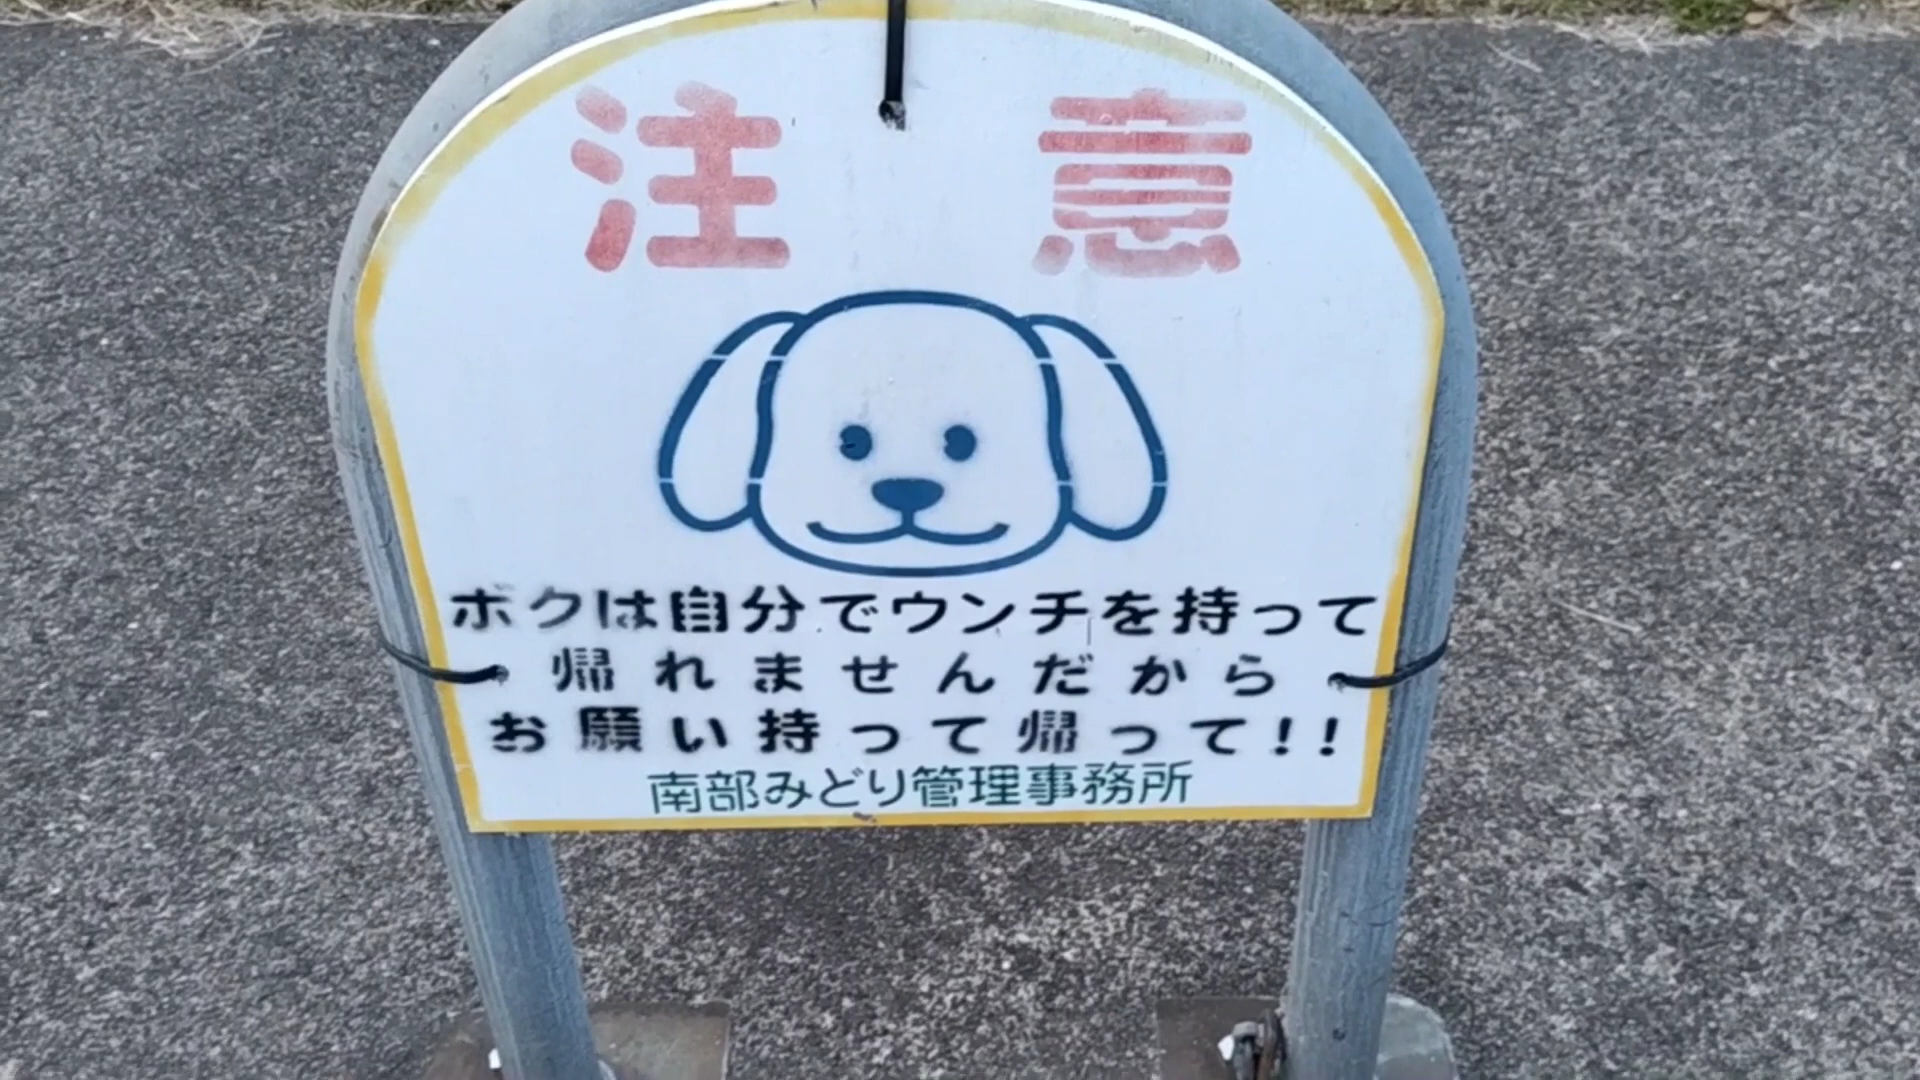 注意
ボクは自分でウンチを持って
帰れませんだから
お願い持って帰って!!
南部みどり管理事務所